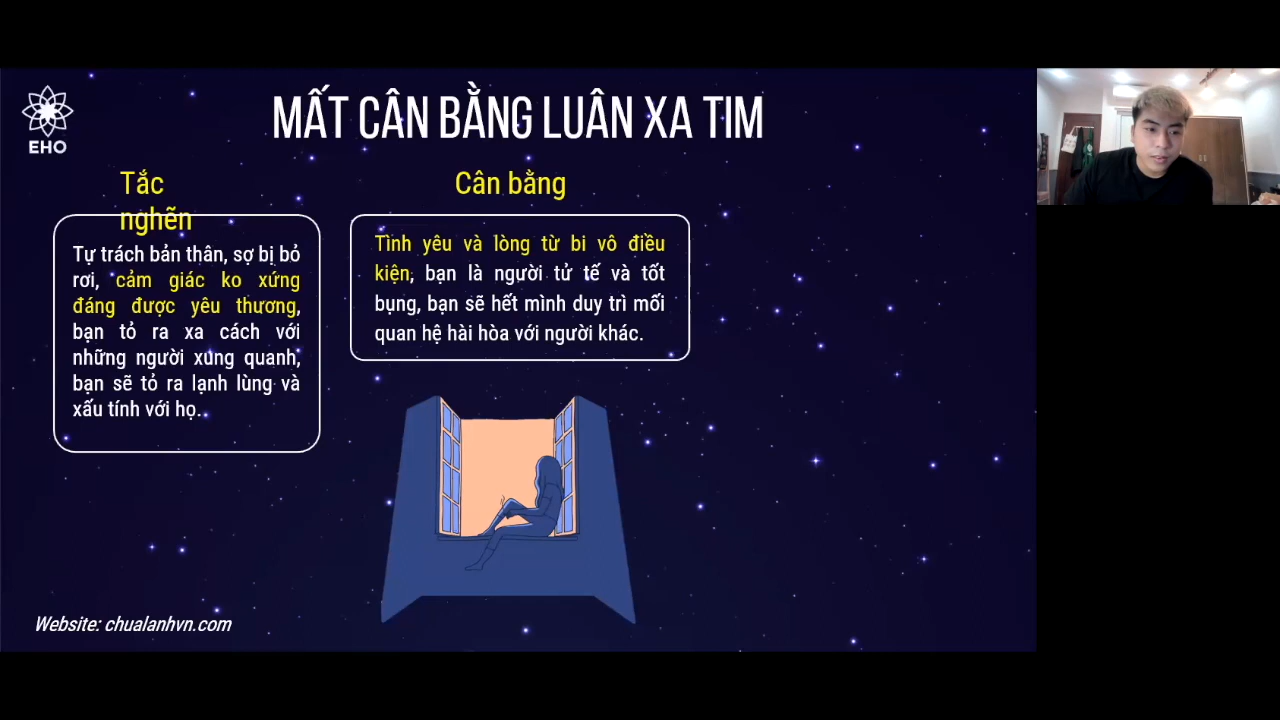 EHO
MẤT CÂN BẰNG LUÂN XA TIM
Tắc
nghẽn
Tự trách bản thân, sợ bị bỏ
rơi, cảm giác ko xứng
đáng được yêu thương,
bạn tỏ ra xa cách với
những người xung quanh,
bạn sẽ tỏ ra lạnh lùng và
xấu tính với họ.
Cân bằng
Tình yêu và lòng từ bi vô điều
kiện, bạn là người tử tế và tốt
bụng, bạn sẽ hết mình duy trì mối
quan hệ hài hòa với người khác.
Website: chualanhvn.com